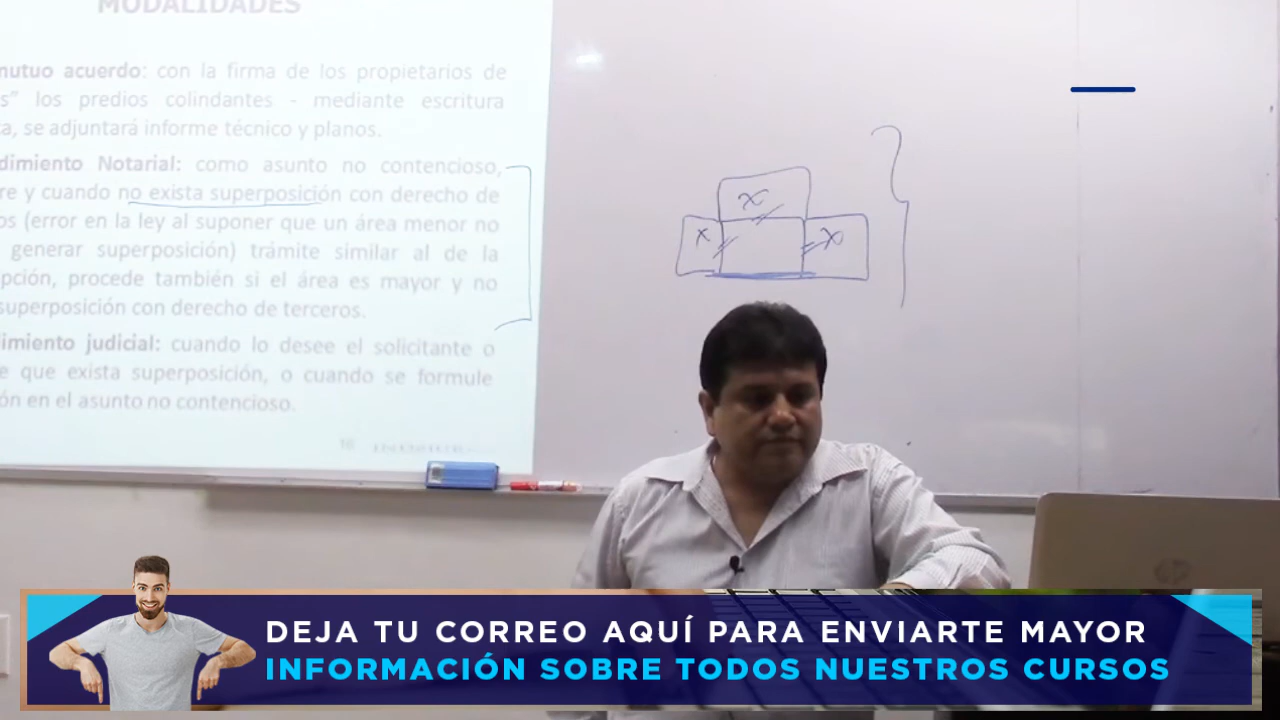 MODALIDADES
mutuo acuerdo: con la firma de los propietarios de
s" los predios colindantes - mediante escritura
a, se adjuntará informe técnico y planos.
dimiento Notarial: como asunto no contencioso,
re y cuando no exista superposición con derecho de
os (error en la ley al suponer que un área menor no
generar superposición) trámite similar al de la
pción, procede también si el área es mayor y no
superposición con derecho de terceros.
imiento judicial: cuando lo desee el solicitante o
e que exista superposición, o cuando se formule
ón en el asunto no contencioso.
x
x
x
hp
DEJA TU CORREO AQUÍ PARA ENVIARTE MAYOR
INFORMACIÓN SOBRE TODOS NUESTROS CURSOS